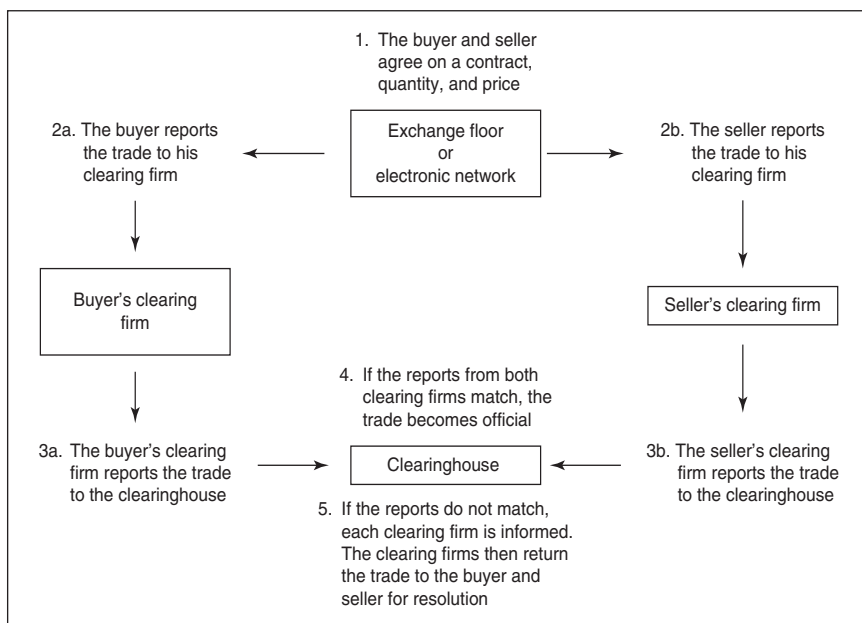 1. The buyer and seller
agree on a contract,
quantity, and price
2a. The buyer reports
the trade to his
clearing firm
Exchange floor
or
electronic network
2b. The seller reports
the trade to his
clearing firm
Buyer’s clearing
firm
Seller’s clearing firm
4. If the reports from both
clearing firms match, the
trade becomes official
3a. The buyer’s clearing
firm reports the trade
to the clearinghouse
Clearinghouse
3b. The seller’s clearing
firm reports the trade
to the clearinghouse
5. If the reports do not match,
each clearing firm is informed.
The clearing firms then return
the trade to the buyer and
seller for resolution